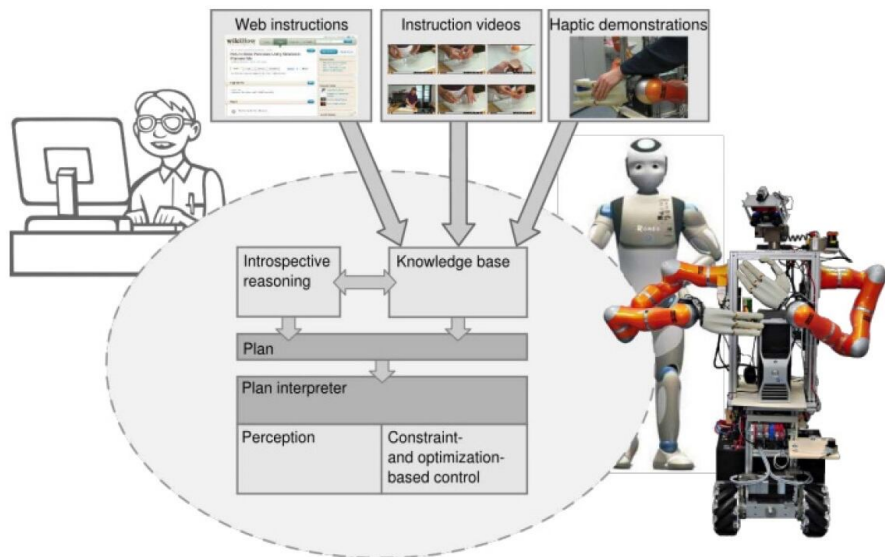 Web instructions
Instruction videos
Haptic demonstrations
wikiHow
Introspective
reasoning
Knowledge base
Plan
Plan interpreter
Perception
Constraint-
and optimization-
based control